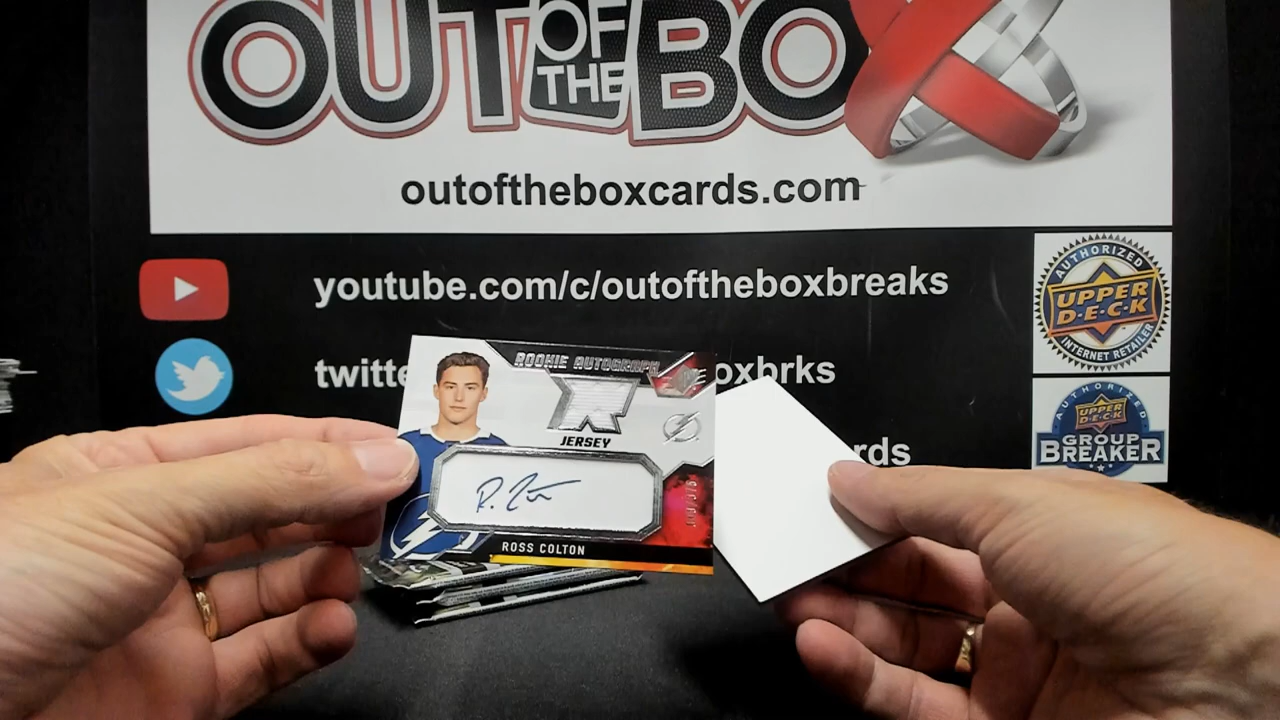 OUT OF THE BOX
outoftheboxcards.com
youtube.com/c/outoftheboxbreaks
AUTHORIZED
UPPER
D·E·C·K
INTERNET RETAILER
twitte
oxbrks
rds
AUTHORIZED
UPPER
DECK
GROUP
BREAKER
ROOKIE AUTOGRAPH
JERSEY
ROSS COLTON